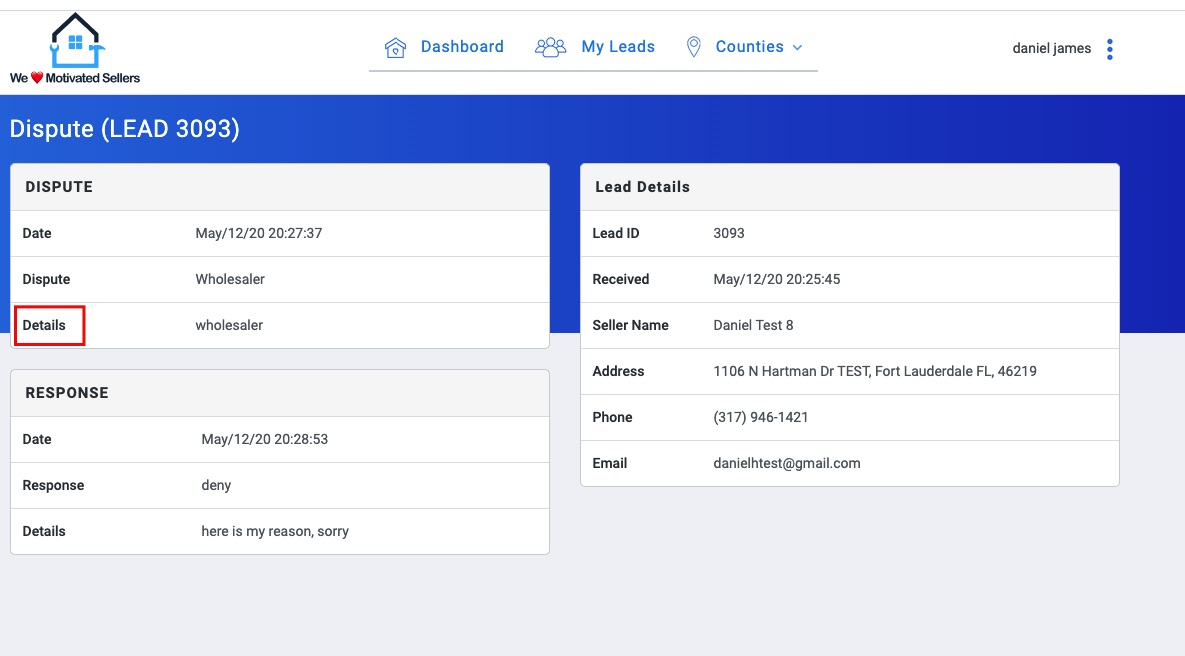 We ❤ Motivated Sellers
Dashboard My Leads Counties
daniel james
Dispute (LEAD 3093)
DISPUTE
Date May/12/20 20:27:37
Dispute Wholesaler
Details wholesaler
RESPONSE
Date May/12/20 20:28:53
Response deny
Details here is my reason, sorry
Lead Details
Lead ID 3093
Received May/12/20 20:25:45
Seller Name Daniel Test 8
Address 1106 N Hartman Dr TEST, Fort Lauderdale FL, 46219
Phone (317) 946-1421
Email danielhtest@gmail.com